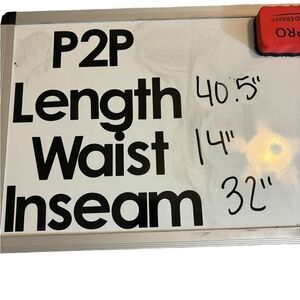 P2P
Length 40.5"
Waist 14"
Inseam 32"
PRO